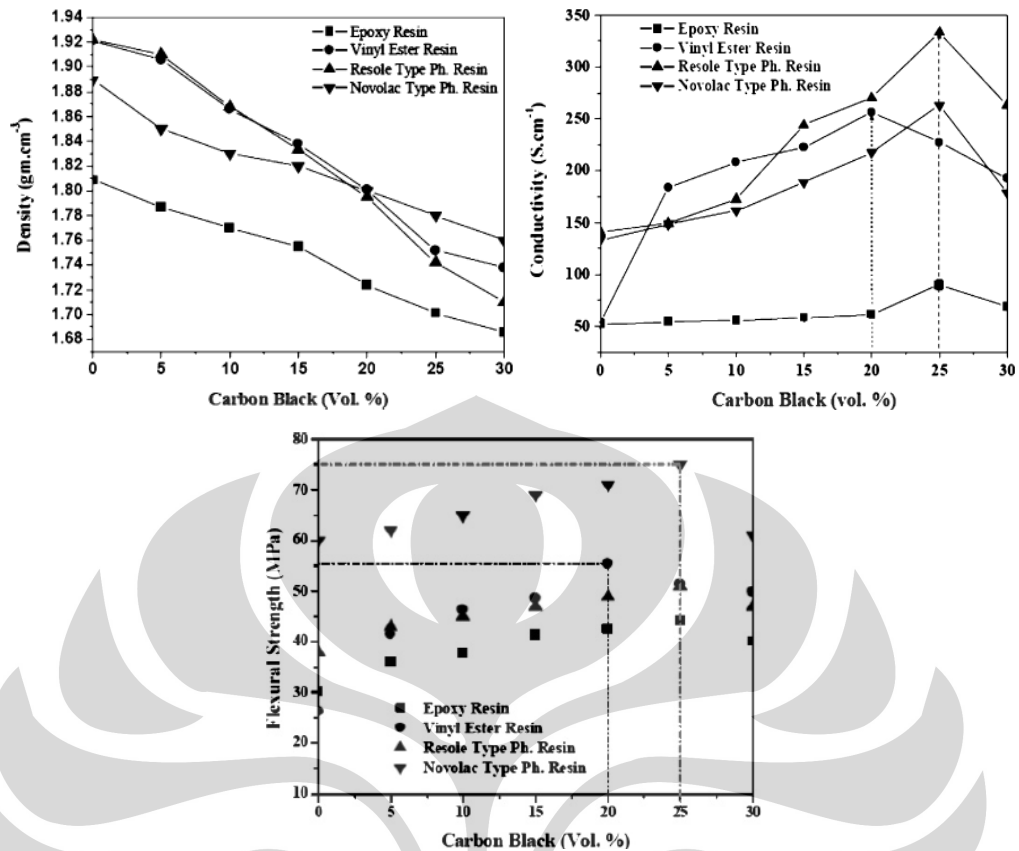 Epoxy Resin
Vinyl Ester Resin
Resole Type Ph. Resin
Novolac Type Ph. Resin
Density (gm.cm⁻³)
1.94
1.92
1.90
1.88
1.86
1.84
1.82
1.80
1.78
1.76
1.74
1.72
1.70
1.68
0 5 10 15 20 25 30
Carbon Black (Vol. %)
Epoxy Resin
Vinyl Ester Resin
Resole Type Ph. Resin
Novolac Type Ph. Resin
Conductivity (S.cm⁻¹)
350
300
250
200
150
100
50
0 5 10 15 20 25 30
Carbon Black (vol. %)
Flexural Strength (MPa)
80
70
60
50
40
30
20
10
Epoxy Resin
Vinyl Ester Resin
Resole Type Ph. Resin
Novolac Type Ph. Resin
0 5 10 15 20 25 30
Carbon Black (Vol. %)